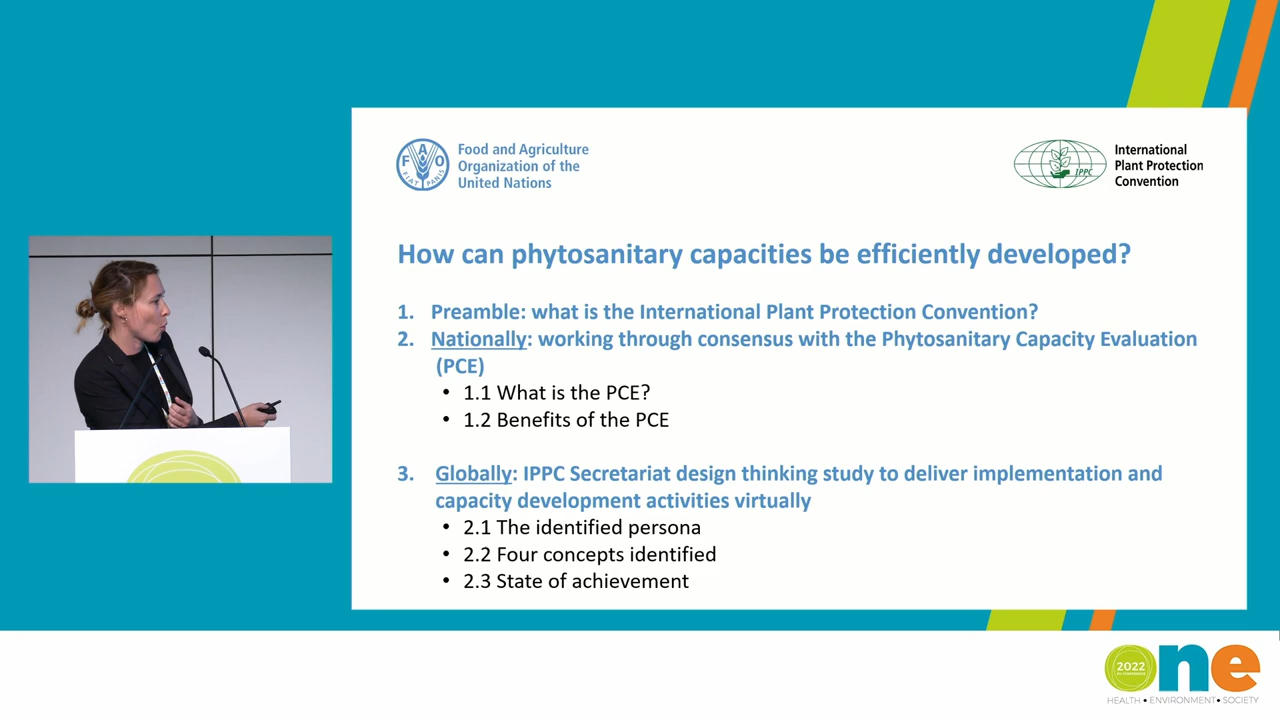 Food and Agriculture
Organization of the
United Nations
FAO
FIAT PANIS
IPPC
International
Plant Protection
Convention
How can phytosanitary capacities be efficiently developed?
1. Preamble: what is the International Plant Protection Convention?
2. Nationally: working through consensus with the Phytosanitary Capacity Evaluation
(PCE)
• 1.1 What is the PCE?
• 1.2 Benefits of the PCE
3. Globally: IPPC Secretariat design thinking study to deliver implementation and
capacity development activities virtually
• 2.1 The identified persona
• 2.2 Four concepts identified
• 2.3 State of achievement
2022
one
HEALTH • ENVIRONMENT • SOCIETY